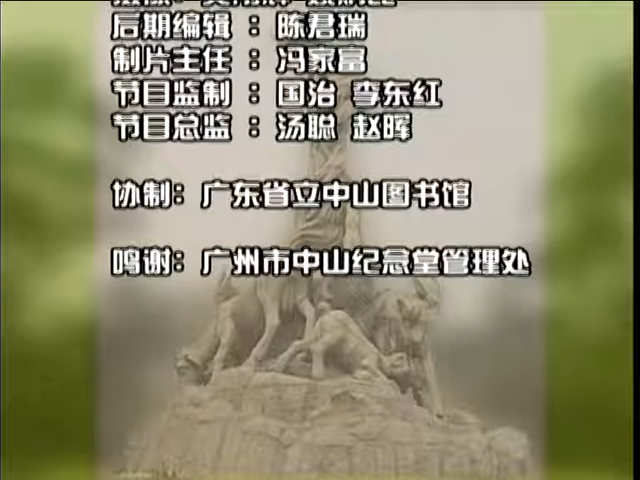 后期编辑：陈君瑞
制片主任：冯家富
节目监制：国治 李东红
节目总监：汤聪 赵晖
协制：广东省立中山图书馆
鸣谢：广州市中山纪念堂管理处